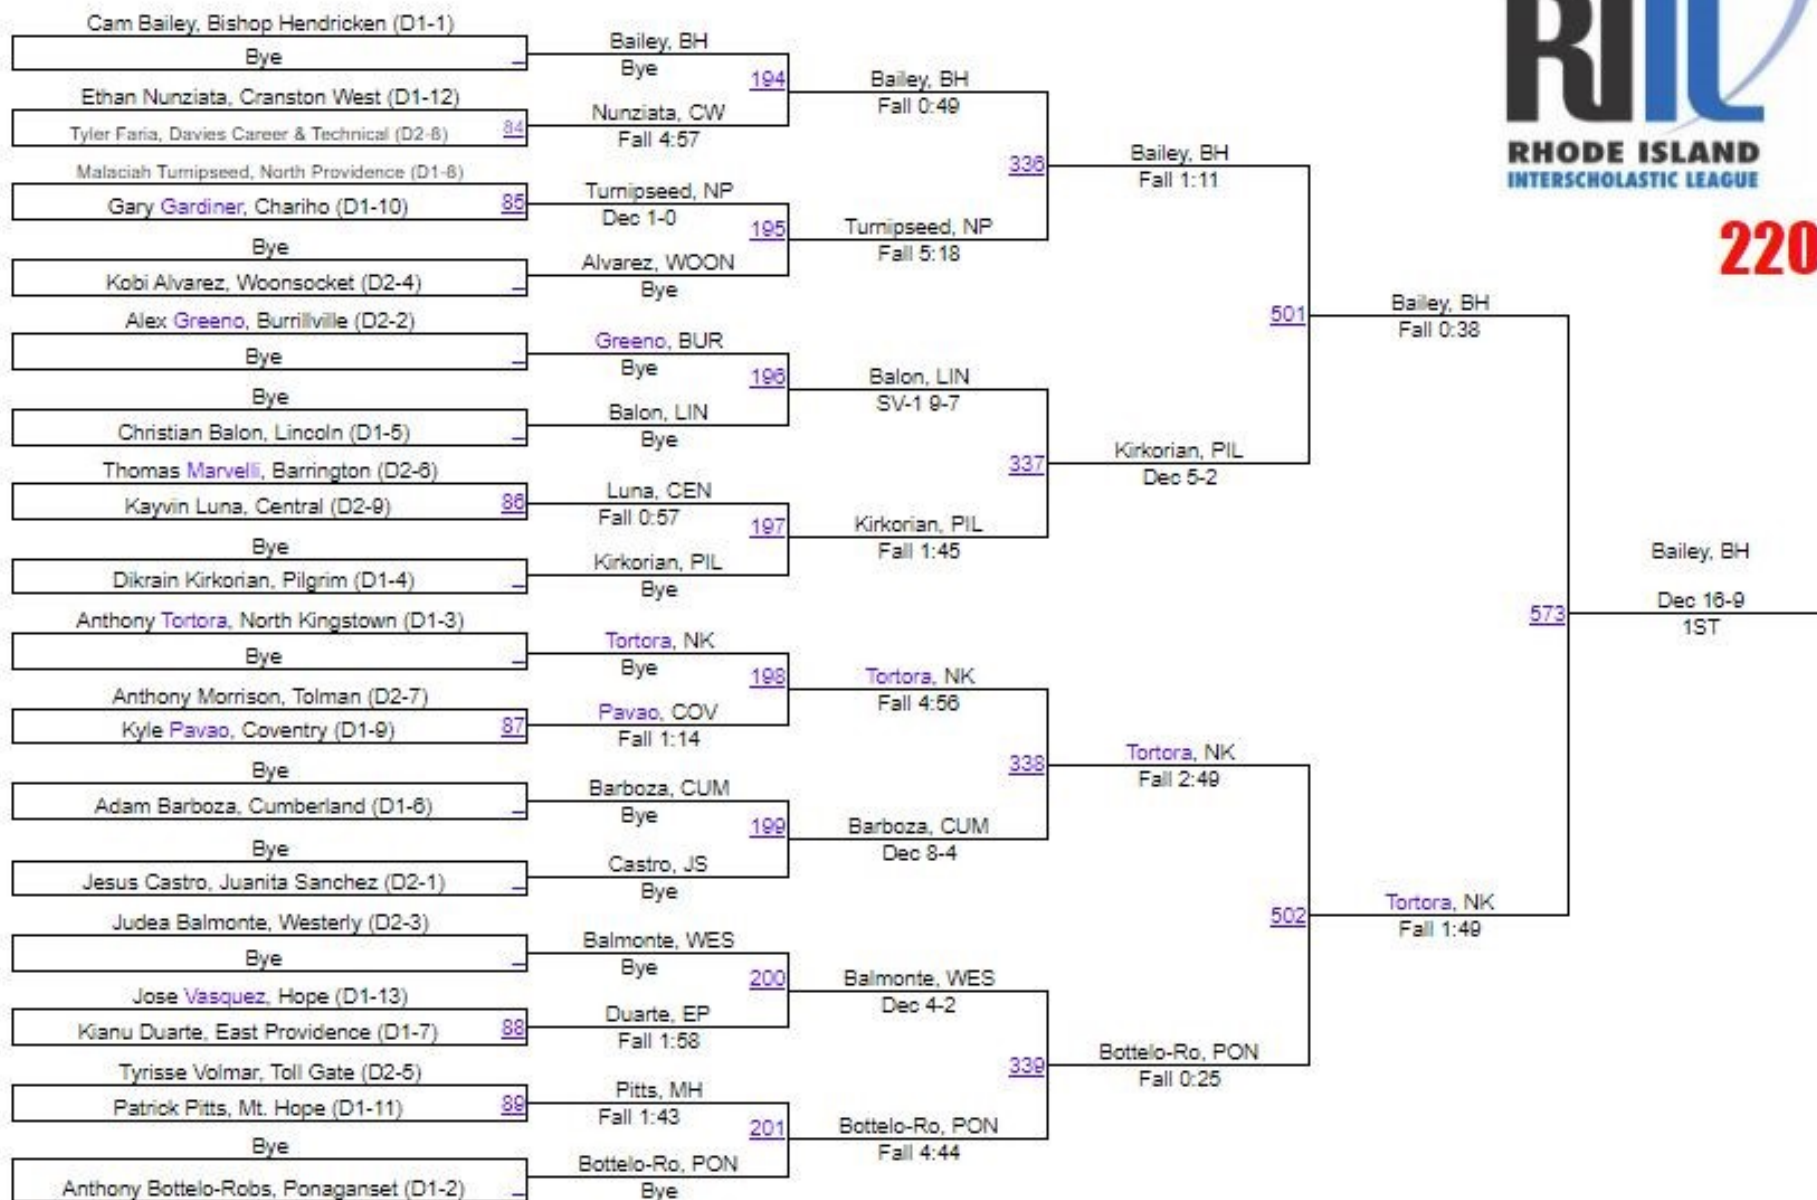 Cam Bailey, Bishop Hendricken (D1-1)
Bye
Ethan Nunziata, Cranston West (D1-12)
Tyler Faria, Davies Career & Technical (D2-8)
84
Malaciah Turnipseed, North Providence (D1-8)
Gary Gardiner, Chariho (D1-10)
85
Bye
Kobi Alvarez, Woonsocket (D2-4)
Alex Greeno, Burrillville (D2-2)
Bye
Bye
Christian Balon, Lincoln (D1-5)
Thomas Marvelli, Barrington (D2-6)
Kayvin Luna, Central (D2-9)
86
Bye
Dikrain Kirkorian, Pilgrim (D1-4)
Anthony Tortora, North Kingstown (D1-3)
Bye
Anthony Morrison, Tolman (D2-7)
Kyle Pavao, Coventry (D1-9)
87
Bye
Adam Barboza, Cumberland (D1-6)
Bye
Jesus Castro, Juanita Sanchez (D2-1)
Judea Balmonte, Westerly (D2-3)
Bye
Jose Vasquez, Hope (D1-13)
Kianu Duarte, East Providence (D1-7)
88
Tyrisse Volmar, Toll Gate (D2-5)
Patrick Pitts, Mt. Hope (D1-11)
89
Bye
Anthony Bottelo-Robs, Ponaganset (D1-2)
Bailey, BH
Bye
194
Nunziata, CW
Fall 4:57
Turnipseed, NP
Dec 1-0
195
Alvarez, WOON
Bye
Greeno, BUR
Bye
196
Balon, LIN
Bye
Luna, CEN
Fall 0:57
197
Kirkorian, PIL
Bye
Tortora, NK
Bye
198
Pavao, COV
Fall 1:14
Barboza, CUM
Bye
199
Castro, JS
Bye
Balmonte, WES
Bye
200
Duarte, EP
Fall 1:58
Pitts, MH
Fall 1:43
201
Bottelo-Ro, PON
Bye
Bailey, BH
Fall 0:49
336
Turnipseed, NP
Fall 5:18
Balon, LIN
SV-1 9-7
337
Kirkorian, PIL
Fall 1:45
Tortora, NK
Fall 4:56
338
Barboza, CUM
Dec 8-4
Balmonte, WES
Dec 4-2
339
Bottelo-Ro, PON
Fall 4:44
Bailey, BH
Fall 1:11
501
Kirkorian, PIL
Dec 5-2
Tortora, NK
Fall 2:49
502
Bottelo-Ro, PON
Fall 0:25
Bailey, BH
Fall 0:38
573
Tortora, NK
Fall 1:49
Bailey, BH
Dec 16-9
1ST
RIIL
RHODE ISLAND
INTERSCHOLASTIC LEAGUE
220